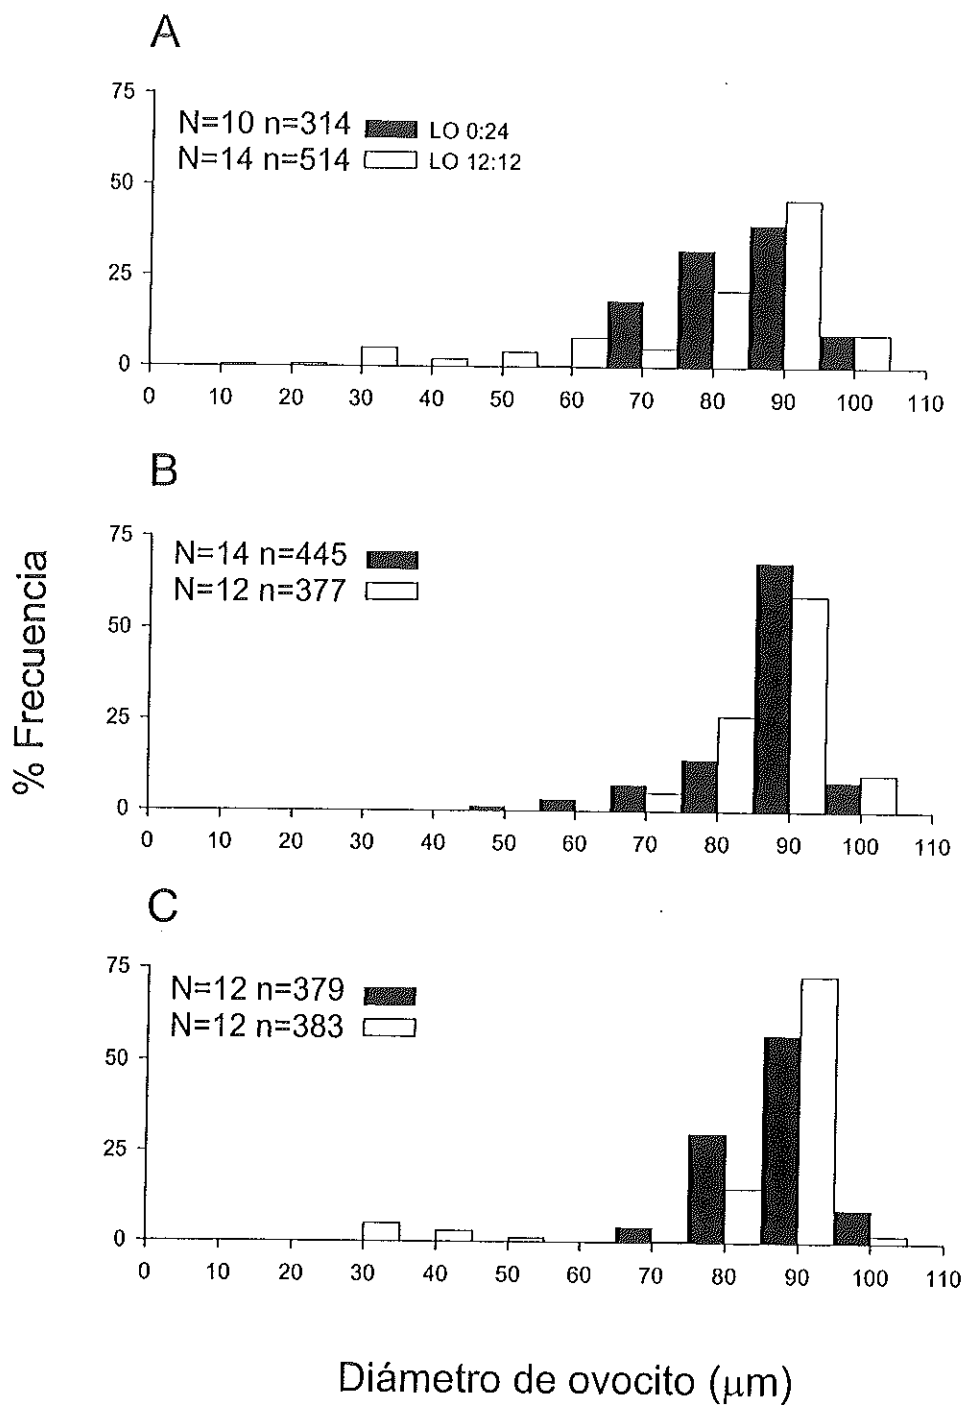 A
75
N=10 n=314 LO 0:24
N=14 n=514 LO 12:12
50
25
0
0 10 20 30 40 50 60 70 80 90 100 110
B
75
N=14 n=445
N=12 n=377
50
25
0
0 10 20 30 40 50 60 70 80 90 100 110
% Frecuencia
C
75
N=12 n=379
N=12 n=383
50
25
0
0 10 20 30 40 50 60 70 80 90 100 110
Diámetro de ovocito (μm)